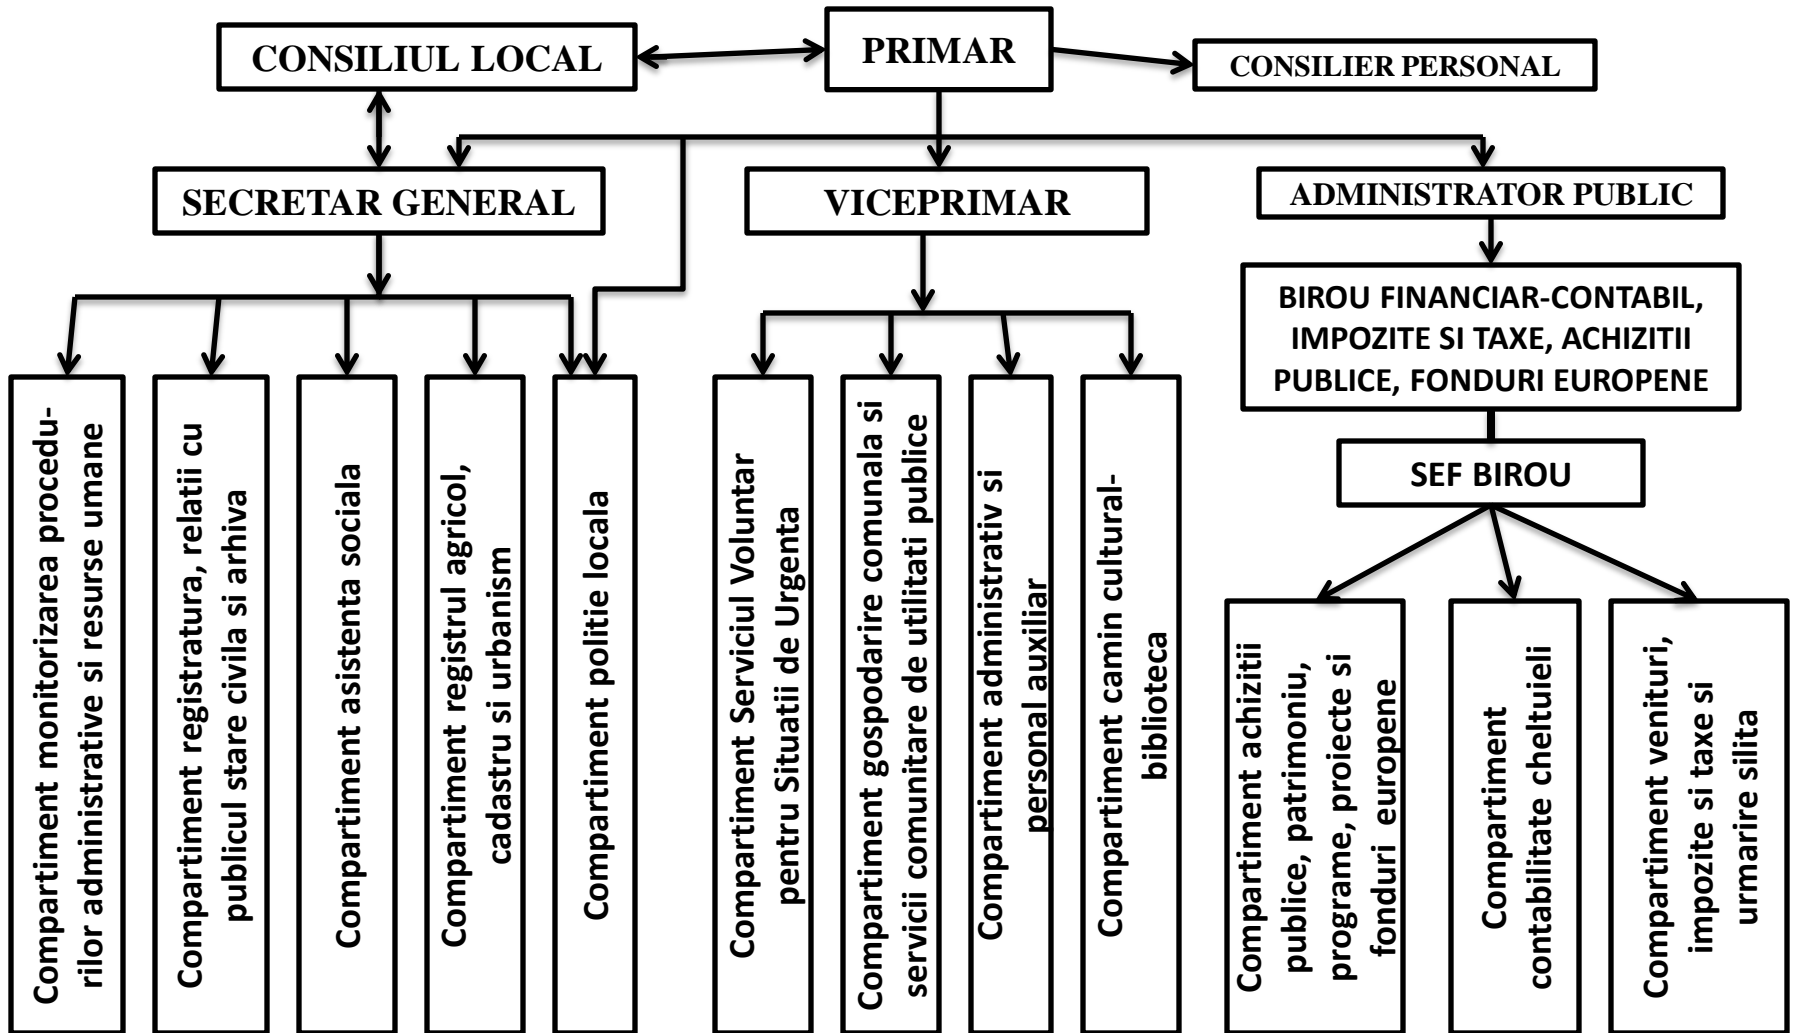 CONSILIUL LOCAL
PRIMAR
CONSILIER PERSONAL
SECRETAR GENERAL
VICEPRIMAR
ADMINISTRATOR PUBLIC
BIROU FINANCIAR-CONTABIL,
IMPOZITE SI TAXE, ACHIZITII
PUBLICE, FONDURI EUROPENE
SEF BIROU
Compartiment monitorizarea procedu-
rilor administrative si resurse umane
Compartiment registratura, relatii cu
publicul stare civila si arhiva
Compartiment asistenta sociala
Compartiment registrul agricol,
cadastru si urbanism
Compartiment politie locala
Compartiment Serviciul Voluntar
pentru Situatii de Urgenta
Compartiment gospodarire comunala si
servicii comunitare de utilitati publice
Compartiment administrativ si
personal auxiliar
Compartiment camin cultural-
biblioteca
Compartiment achizitii
publice, patrimoniu,
programe, proiecte si
fonduri europene
Compartiment
contabilitate cheltuieli
Compartiment venituri,
impozite si taxe si
urmarire silita